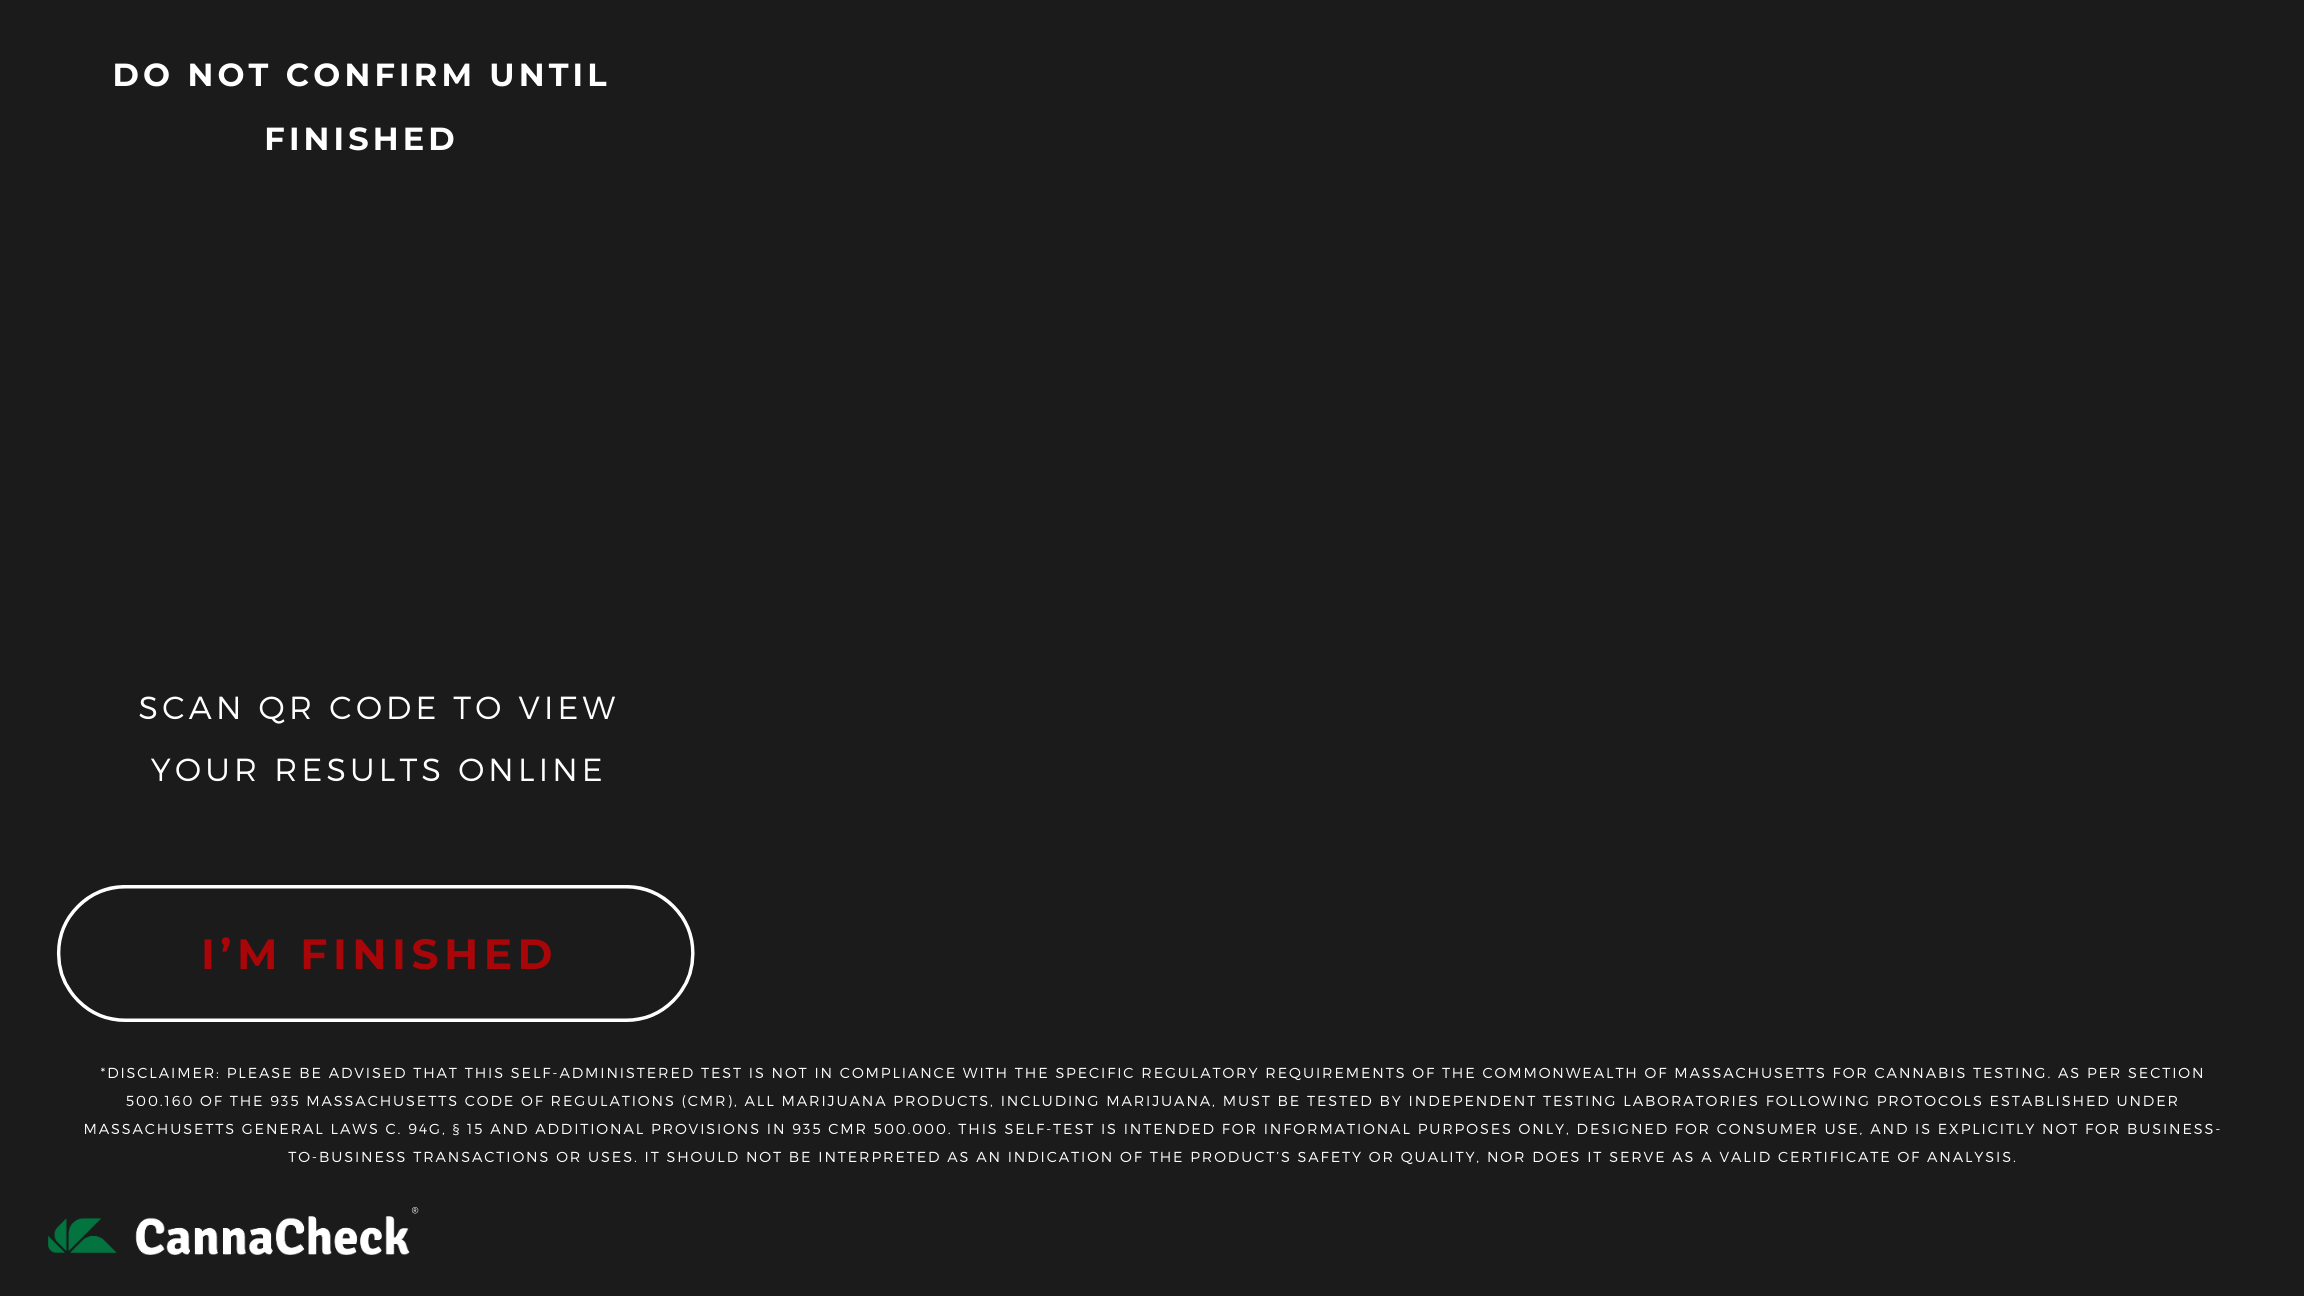 DO NOT CONFIRM UNTIL
FINISHED
SCAN QR CODE TO VIEW
YOUR RESULTS ONLINE
I’M FINISHED
*DISCLAIMER: PLEASE BE ADVISED THAT THIS SELF-ADMINISTERED TEST IS NOT IN COMPLIANCE WITH THE SPECIFIC REGULATORY REQUIREMENTS OF THE COMMONWEALTH OF MASSACHUSETTS FOR CANNABIS TESTING. AS PER SECTION
500.160 OF THE 935 MASSACHUSETTS CODE OF REGULATIONS (CMR), ALL MARIJUANA PRODUCTS, INCLUDING MARIJUANA, MUST BE TESTED BY INDEPENDENT TESTING LABORATORIES FOLLOWING PROTOCOLS ESTABLISHED UNDER
MASSACHUSETTS GENERAL LAWS C. 94G, § 15 AND ADDITIONAL PROVISIONS IN 935 CMR 500.000. THIS SELF-TEST IS INTENDED FOR INFORMATIONAL PURPOSES ONLY, DESIGNED FOR CONSUMER USE, AND IS EXPLICITLY NOT FOR BUSINESS-
TO-BUSINESS TRANSACTIONS OR USES. IT SHOULD NOT BE INTERPRETED AS AN INDICATION OF THE PRODUCT'S SAFETY OR QUALITY, NOR DOES IT SERVE AS A VALID CERTIFICATE OF ANALYSIS.
CannaCheck®